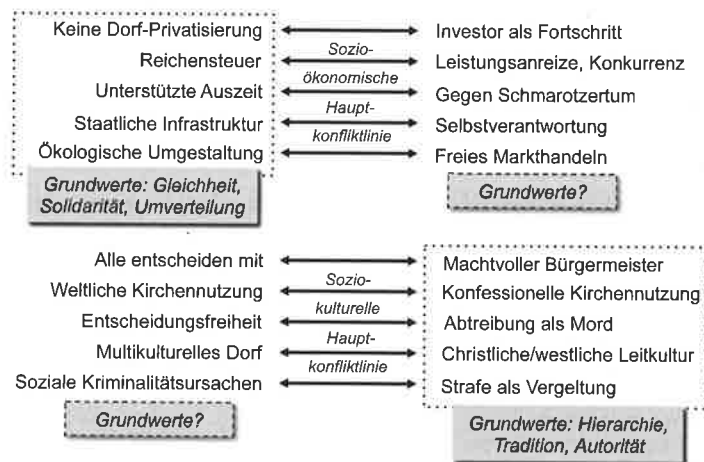 Keine Dorf-Privatisierung Investor als Fortschritt
Sozio-
Reichensteuer Leistungsanreize, Konkurrenz
ökonomische
Unterstützte Auszeit Gegen Schmarotzertum
Haupt-
Staatliche Infrastruktur Selbstverantwortung
konfliktlinie
Ökologische Umgestaltung Freies Markthandeln
Grundwerte: Gleichheit,
Solidarität, Umverteilung
Grundwerte?
Alle entscheiden mit Machtvoller Bürgermeister
Sozio-
Weltliche Kirchennutzung Konfessionelle Kirchennutzung
kulturelle
Entscheidungsfreiheit Abtreibung als Mord
Haupt-
Multikulturelles Dorf Christliche/westliche Leitkultur
konfliktlinie
Soziale Kriminalitätsursachen Strafe als Vergeltung
Grundwerte?
Grundwerte: Hierarchie,
Tradition, Autorität